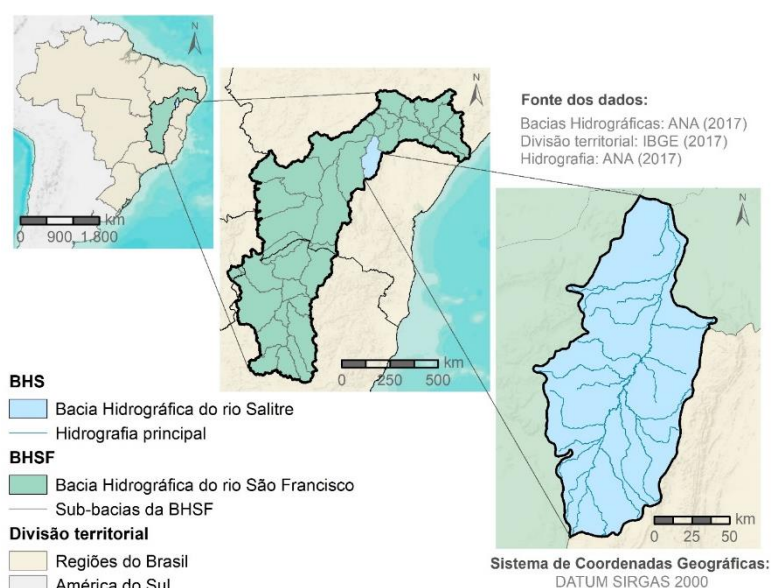 N
km
0 900 1.800
N
km
0 250 500
Fonte dos dados:
Bacias Hidrográficas: ANA (2017)
Divisão territorial: IBGE (2017)
Hidrografia: ANA (2017)
N
km
0 25 50
BHS
Bacia Hidrográfica do rio Salitre
Hidrografia principal
BHSF
Bacia Hidrográfica do rio São Francisco
Sub-bacias da BHSF
Divisão territorial
Regiões do Brasil
América do Sul
Sistema de Coordenadas Geográficas:
DATUM SIRGAS 2000